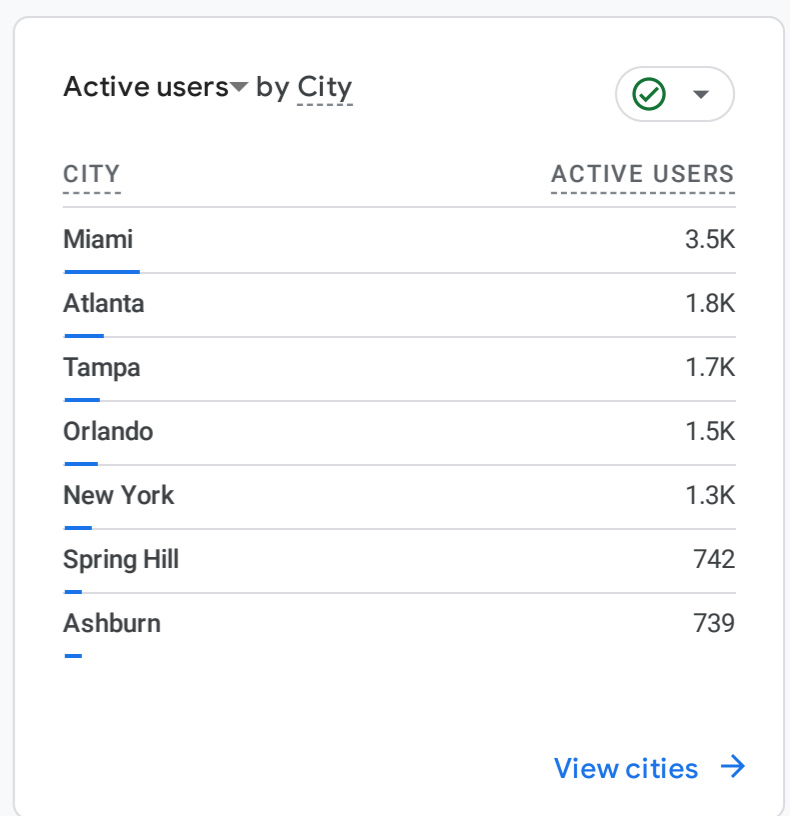 Active users by City
CITY ACTIVE USERS
Miami 3.5K
Atlanta 1.8K
Tampa 1.7K
Orlando 1.5K
New York 1.3K
Spring Hill 742
Ashburn 739
View cities